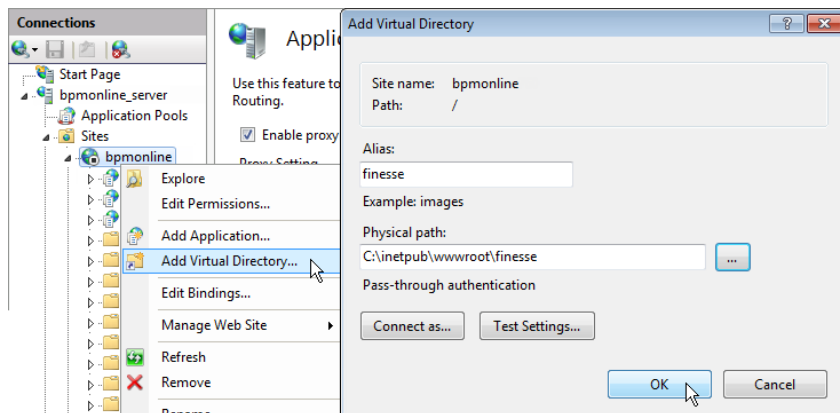 Connections
Start Page
bpmonline_server
Application Pools
Sites
bpmonline
Explore
Edit Permissions...
Add Application...
Add Virtual Directory...
Edit Bindings...
Manage Web Site
Refresh
Remove
Use this feature to
Routing.
Enable proxy
Add Virtual Directory
Site name: bpmonline
Path: /
Alias:
finesse
Example: images
Physical path:
C:\inetpub\wwwroot\finesse
...
Pass-through authentication
Connect as... Test Settings...
OK Cancel